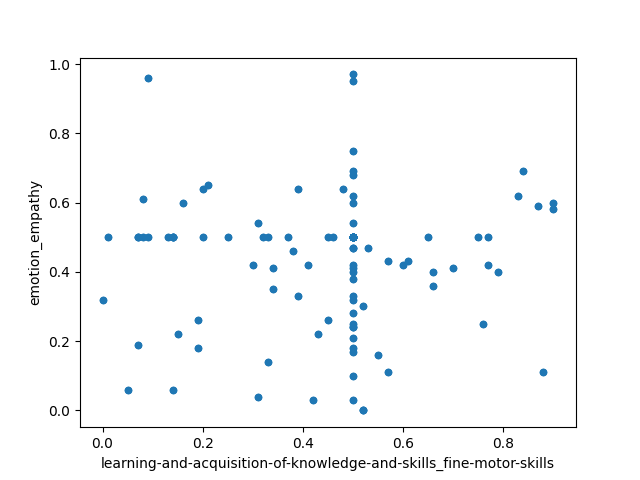 1.0
0.8
0.6
0.4
0.2
0.0
emotion_empathy
0.0 0.2 0.4 0.6 0.8
learning-and-acquisition-of-knowledge-and-skills_fine-motor-skills